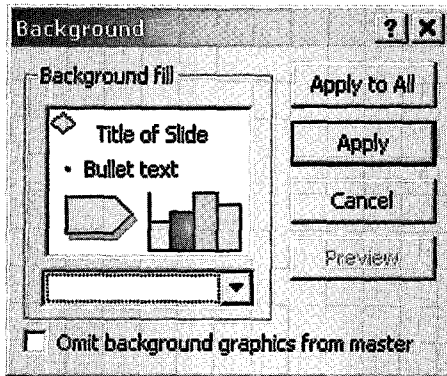 Background ? X
Background fill
Title of Slide
• Bullet text
Apply to All
Apply
Cancel
Preview
Omit background graphics from master